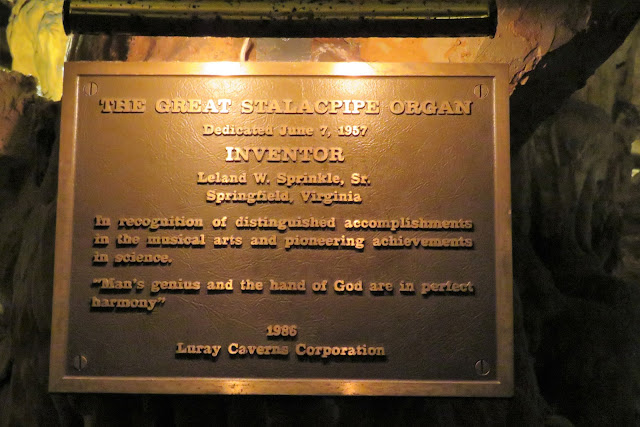 THE GREAT STALACPIPE ORGAN
Dedicated June 7, 1957
INVENTOR
Leland W. Sprinkle, Sr.
Springfield, Virginia
In recognition of distinguished accomplishments
in the musical arts and pioneering achievements
in science.
"Man's genius and the hand of God are in perfect
harmony"
1986
Luray Caverns Corporation